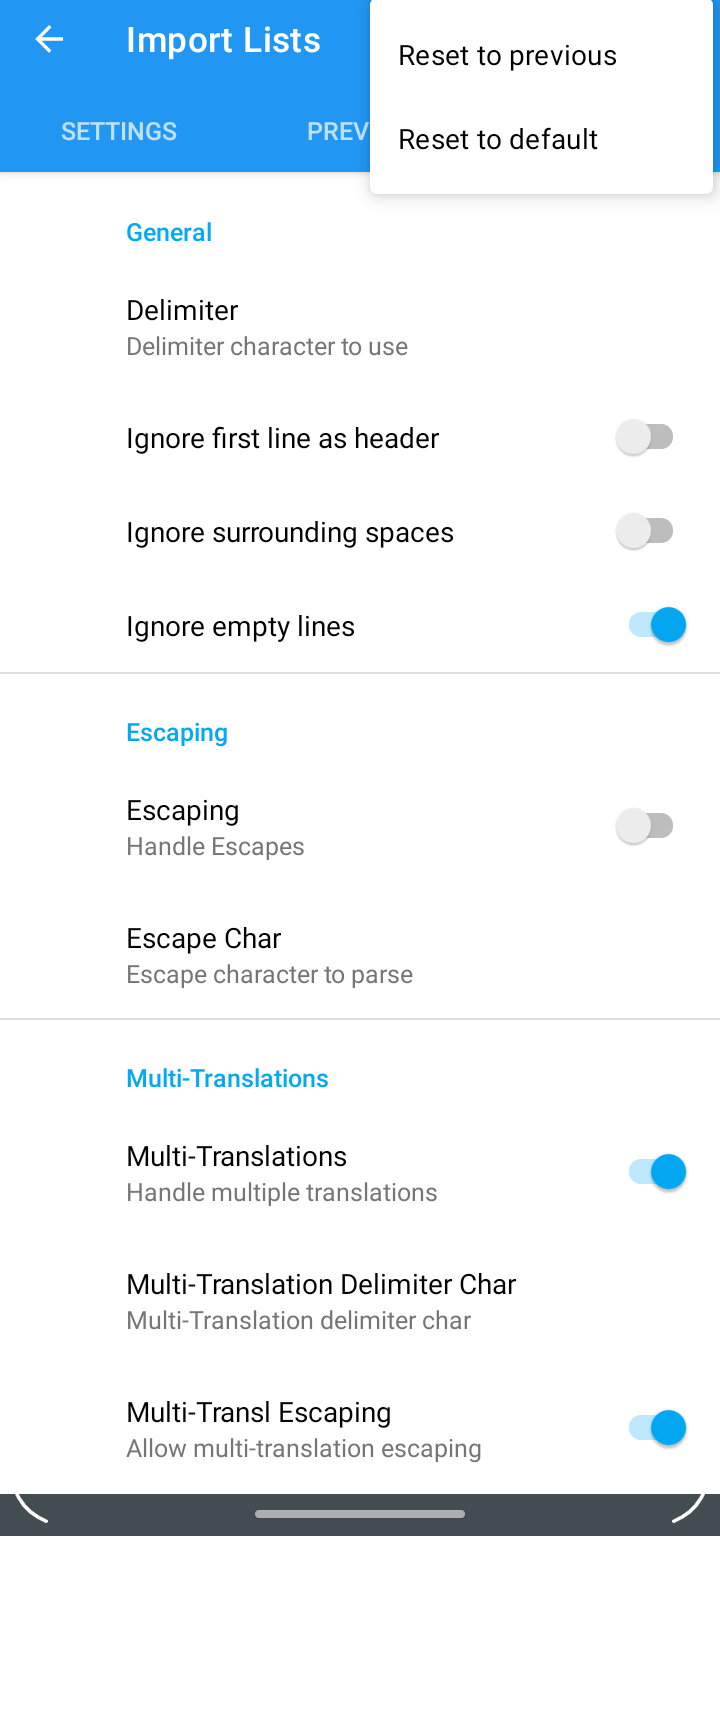 Import Lists
Reset to previous
Reset to default
SETTINGS
PREV
General
Delimiter
Delimiter character to use
Ignore first line as header
Ignore surrounding spaces
Ignore empty lines
Escaping
Escaping
Handle Escapes
Escape Char
Escape character to parse
Multi-Translations
Multi-Translations
Handle multiple translations
Multi-Translation Delimiter Char
Multi-Translation delimiter char
Multi-Transl Escaping
Allow multi-translation escaping